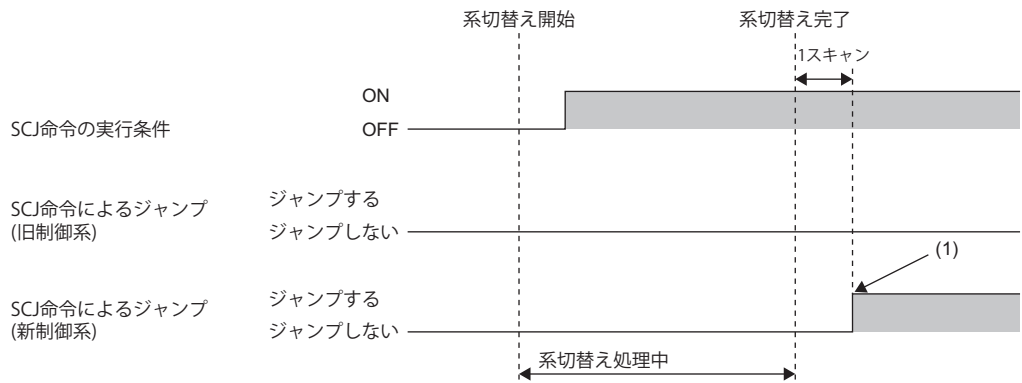 系切替え開始
系切替え完了
1スキャン
ON
SCJ命令の実行条件
OFF
SCJ命令によるジャンプ
(旧制御系)
ジャンプする
ジャンプしない
(1)
SCJ命令によるジャンプ
(新制御系)
ジャンプする
ジャンプしない
系切替え処理中